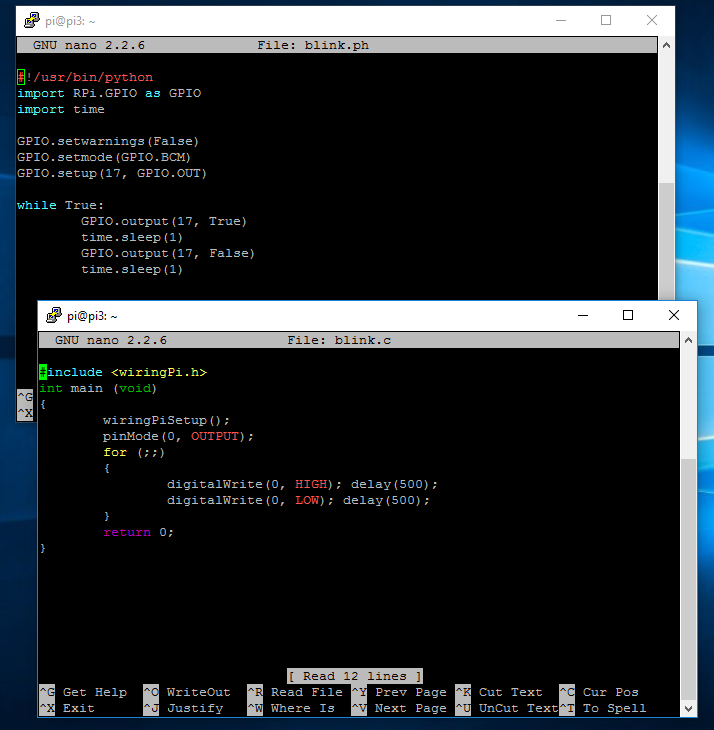 pi@pi3: ~
GNU nano 2.2.6 File: blink.ph
#!/usr/bin/python
import RPi.GPIO as GPIO
import time
GPIO.setwarnings(False)
GPIO.setmode(GPIO.BCM)
GPIO.setup(17, GPIO.OUT)
while True:
GPIO.output(17, True)
time.sleep(1)
GPIO.output(17, False)
time.sleep(1)
^G
^X
pi@pi3: ~
GNU nano 2.2.6 File: blink.c
#include <wiringPi.h>
int main (void)
{
wiringPiSetup();
pinMode(0, OUTPUT);
for (;;)
{
digitalWrite(0, HIGH); delay(500);
digitalWrite(0, LOW); delay(500);
}
return 0;
}
[ Read 12 lines ]
^G Get Help ^O WriteOut ^R Read File ^Y Prev Page ^K Cut Text ^C Cur Pos
^X Exit ^J Justify ^W Where Is ^V Next Page ^U UnCut Text ^T To Spell